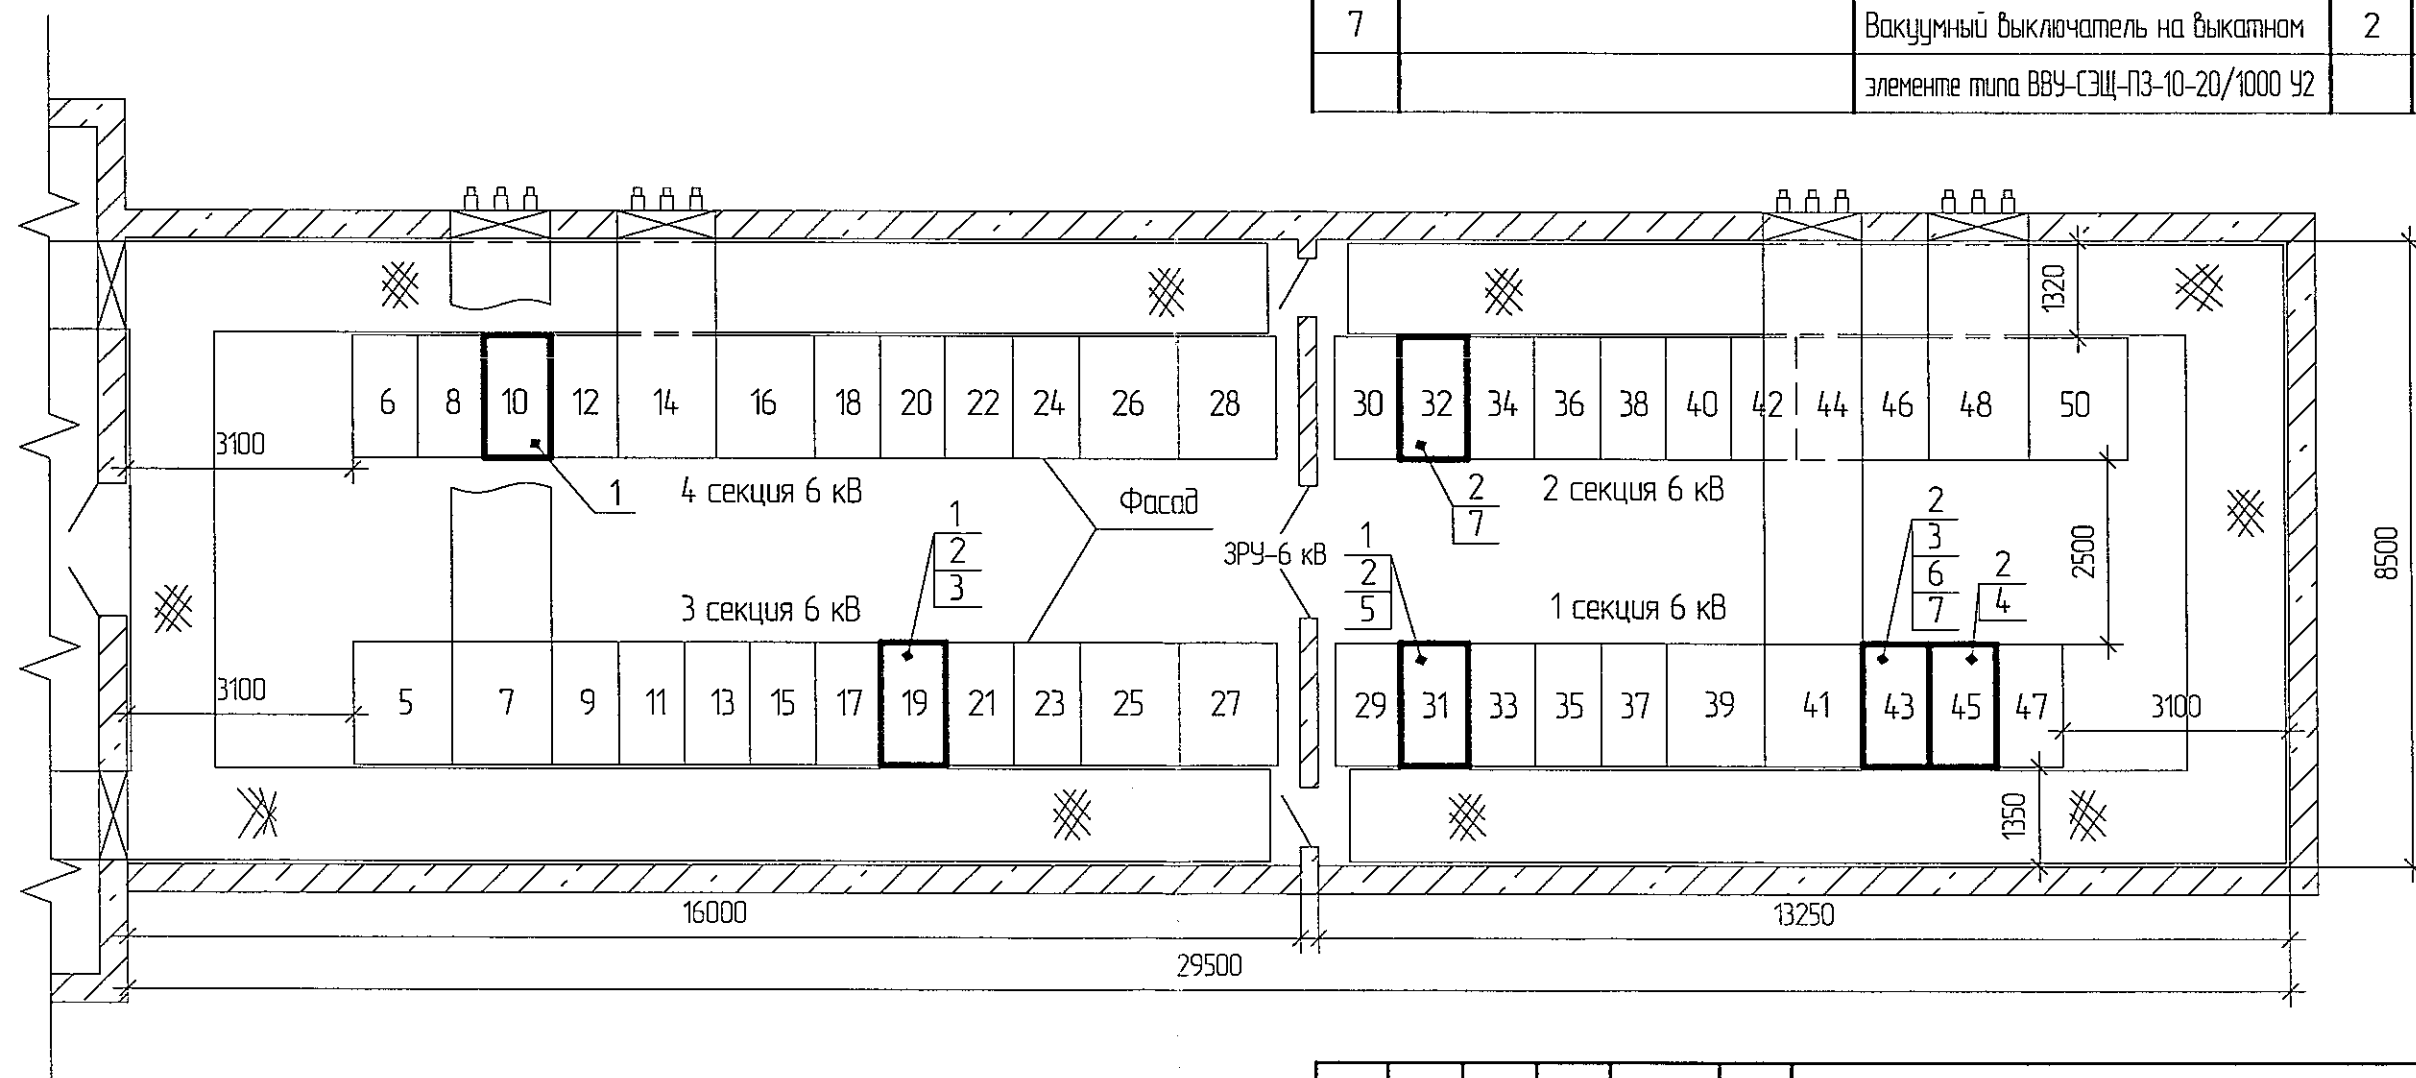 7 Вакуумный выключатель на выкатном 2
элементе типа ВВУ-СЭЩ-П3-10-20/1000 У2
1320
6 8 10 12 14 16 18 20 22 24 26 28 30 32 34 36 38 40 42 44 46 48 50
3100
1
4 секция 6 кВ
Фасад
2
7
2 секция 6 кВ
2500
8500
1
2
3
ЗРУ-6 кВ
1
2
5
2
3
6
7
2
4
3 секция 6 кВ
1 секция 6 кВ
3100
5 7 9 11 13 15 17 19 21 23 25 27 29 31 33 35 37 39 41 43 45 47
3100
1350
16000
13250
29500